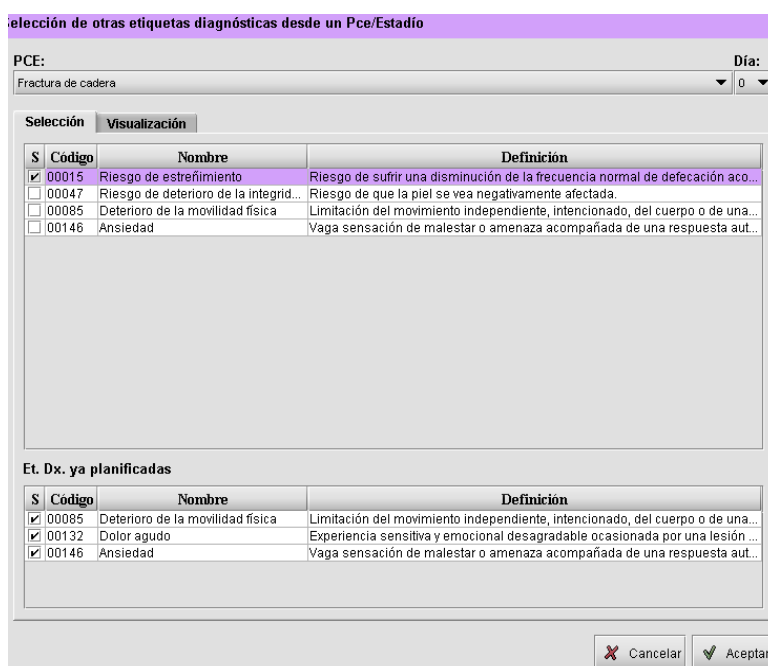 elección de otras etiquetas diagnósticas desde un Pce/Estadío
PCE: Día:
Fractura de cadera 0
Selección Visualización
S Código Nombre Definición
00015 Riesgo de estreñimiento Riesgo de sufrir una disminución de la frecuencia normal de defecación aco...
00047 Riesgo de deterioro de la integrid... Riesgo de que la piel se vea negativamente afectada.
00085 Deterioro de la movilidad física Limitación del movimiento independiente, intencionado, del cuerpo o de una...
00146 Ansiedad Vaga sensación de malestar o amenaza acompañada de una respuesta aut...
Et. Dx. ya planificadas
S Código Nombre Definición
00085 Deterioro de la movilidad física Limitación del movimiento independiente, intencionado, del cuerpo o de una...
00132 Dolor agudo Experiencia sensitiva y emocional desagradable ocasionada por una lesión ...
00146 Ansiedad Vaga sensación de malestar o amenaza acompañada de una respuesta aut...
Cancelar Aceptar